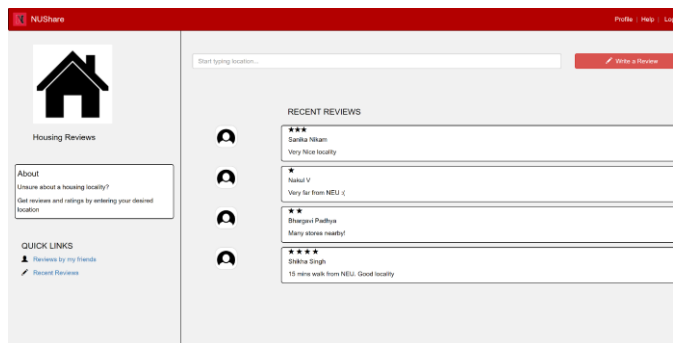 NUShare
Profile | Help |
Start typing location...
Write a Review
Housing Reviews
About
Unsure about a housing locality?
Get reviews and ratings by entering your desired
location
QUICK LINKS
Reviews by my friends
Recent Reviews
RECENT REVIEWS
★★★
Sanika Nikam
Very Nice locality
★
Nakul V
Very far from NEU :(
★★
Bhargavi Padhya
Many stores nearby!
★★★★
Shikha Singh
15 mins walk from NEU. Good locality